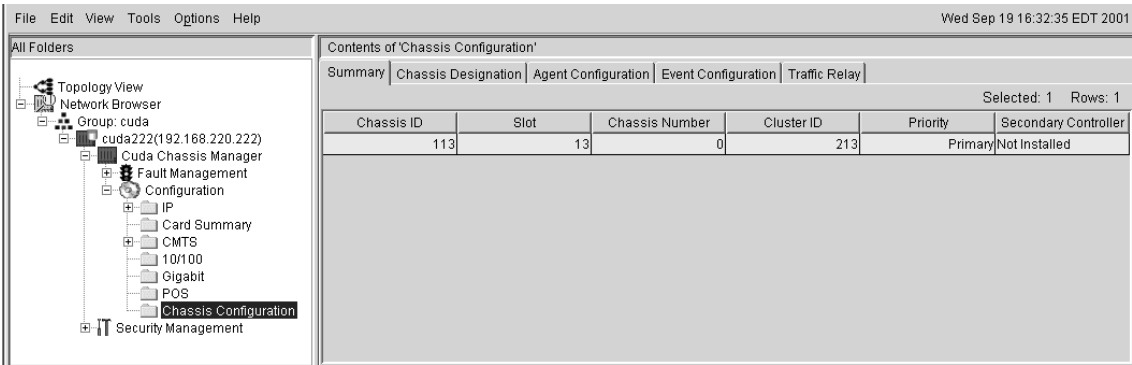 File Edit View Tools Options Help Wed Sep 19 16:32:35 EDT 2001
All Folders
Topology View
Network Browser
Group: cuda
cuda222(192.168.220.222)
Cuda Chassis Manager
Fault Management
Configuration
IP
Card Summary
CMTS
10/100
Gigabit
POS
Chassis Configuration
Security Management
Contents of 'Chassis Configuration'
Summary Chassis Designation Agent Configuration Event Configuration Traffic Relay
Selected: 1 Rows: 1
Chassis ID Slot Chassis Number Cluster ID Priority Secondary Controller
113 13 0 213 Primary Not Installed